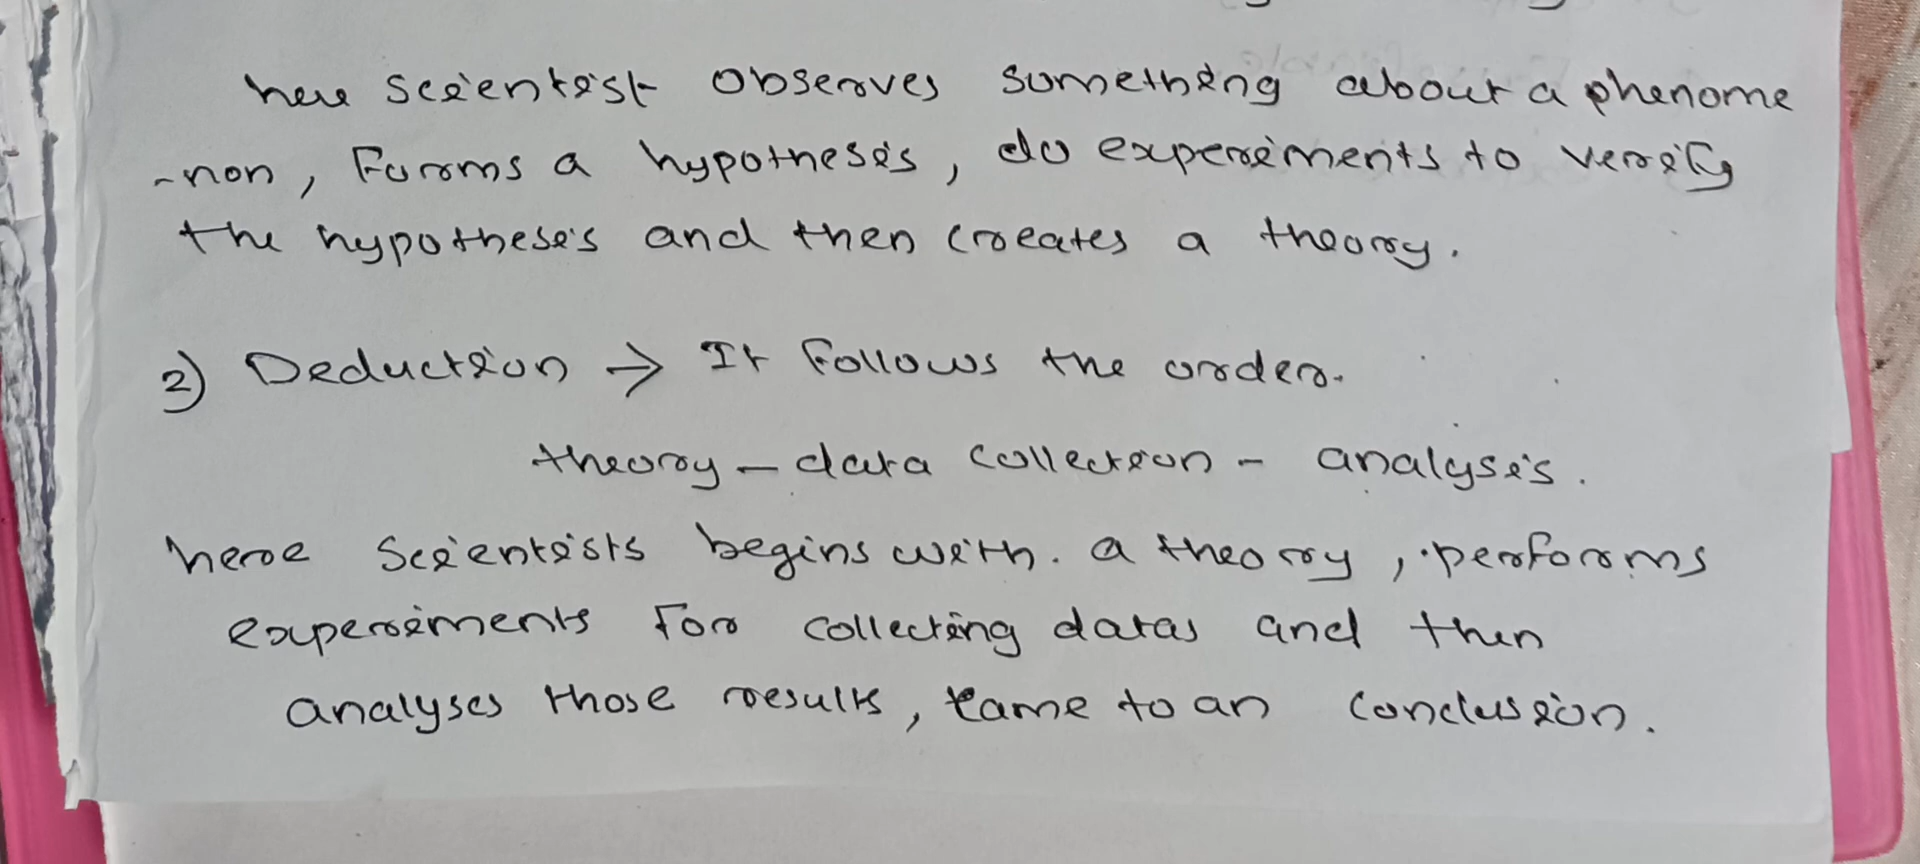 here scientist observes something about a phenome
-non, Forms a hypothesis, do experiments to verify
the hypothesis and then creates a theory.
2) Deduction → It Follows the order.
theory – data collection – analysis.
here scientists begins with. a theory, performs
experiments For collecting datas and then
analyses those results, came to an conclusion.